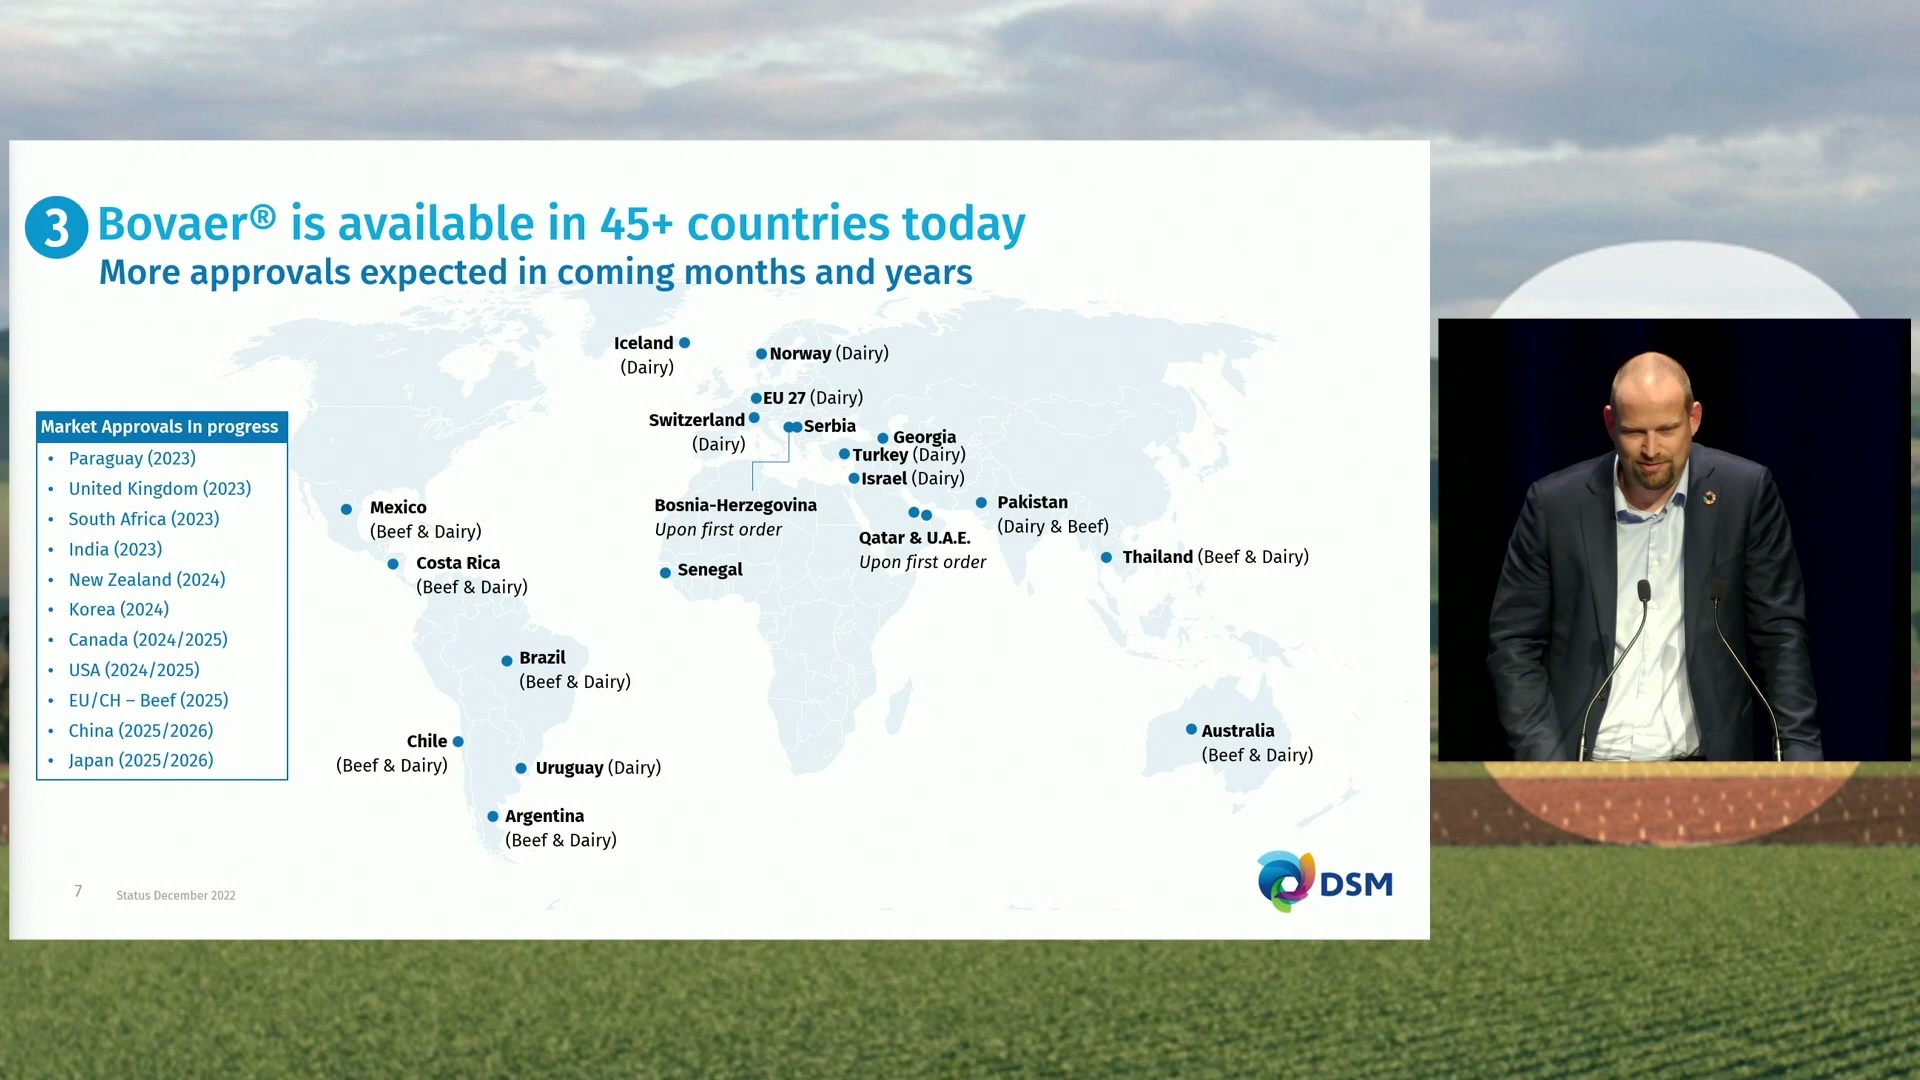 3 Bovaer® is available in 45+ countries today
More approvals expected in coming months and years
Market Approvals In progress
• Paraguay (2023)
• United Kingdom (2023)
• South Africa (2023)
• India (2023)
• New Zealand (2024)
• Korea (2024)
• Canada (2024/2025)
• USA (2024/2025)
• EU/CH – Beef (2025)
• China (2025/2026)
• Japan (2025/2026)
Iceland
(Dairy)
Norway (Dairy)
EU 27 (Dairy)
Switzerland
(Dairy)
Serbia
Georgia
Turkey (Dairy)
Israel (Dairy)
Bosnia-Herzegovina
Upon first order
Qatar & U.A.E.
Upon first order
Pakistan
(Dairy & Beef)
Thailand (Beef & Dairy)
Mexico
(Beef & Dairy)
Costa Rica
(Beef & Dairy)
Senegal
Brazil
(Beef & Dairy)
Chile
(Beef & Dairy)
Uruguay (Dairy)
Argentina
(Beef & Dairy)
Australia
(Beef & Dairy)
7 Status December 2022
DSM